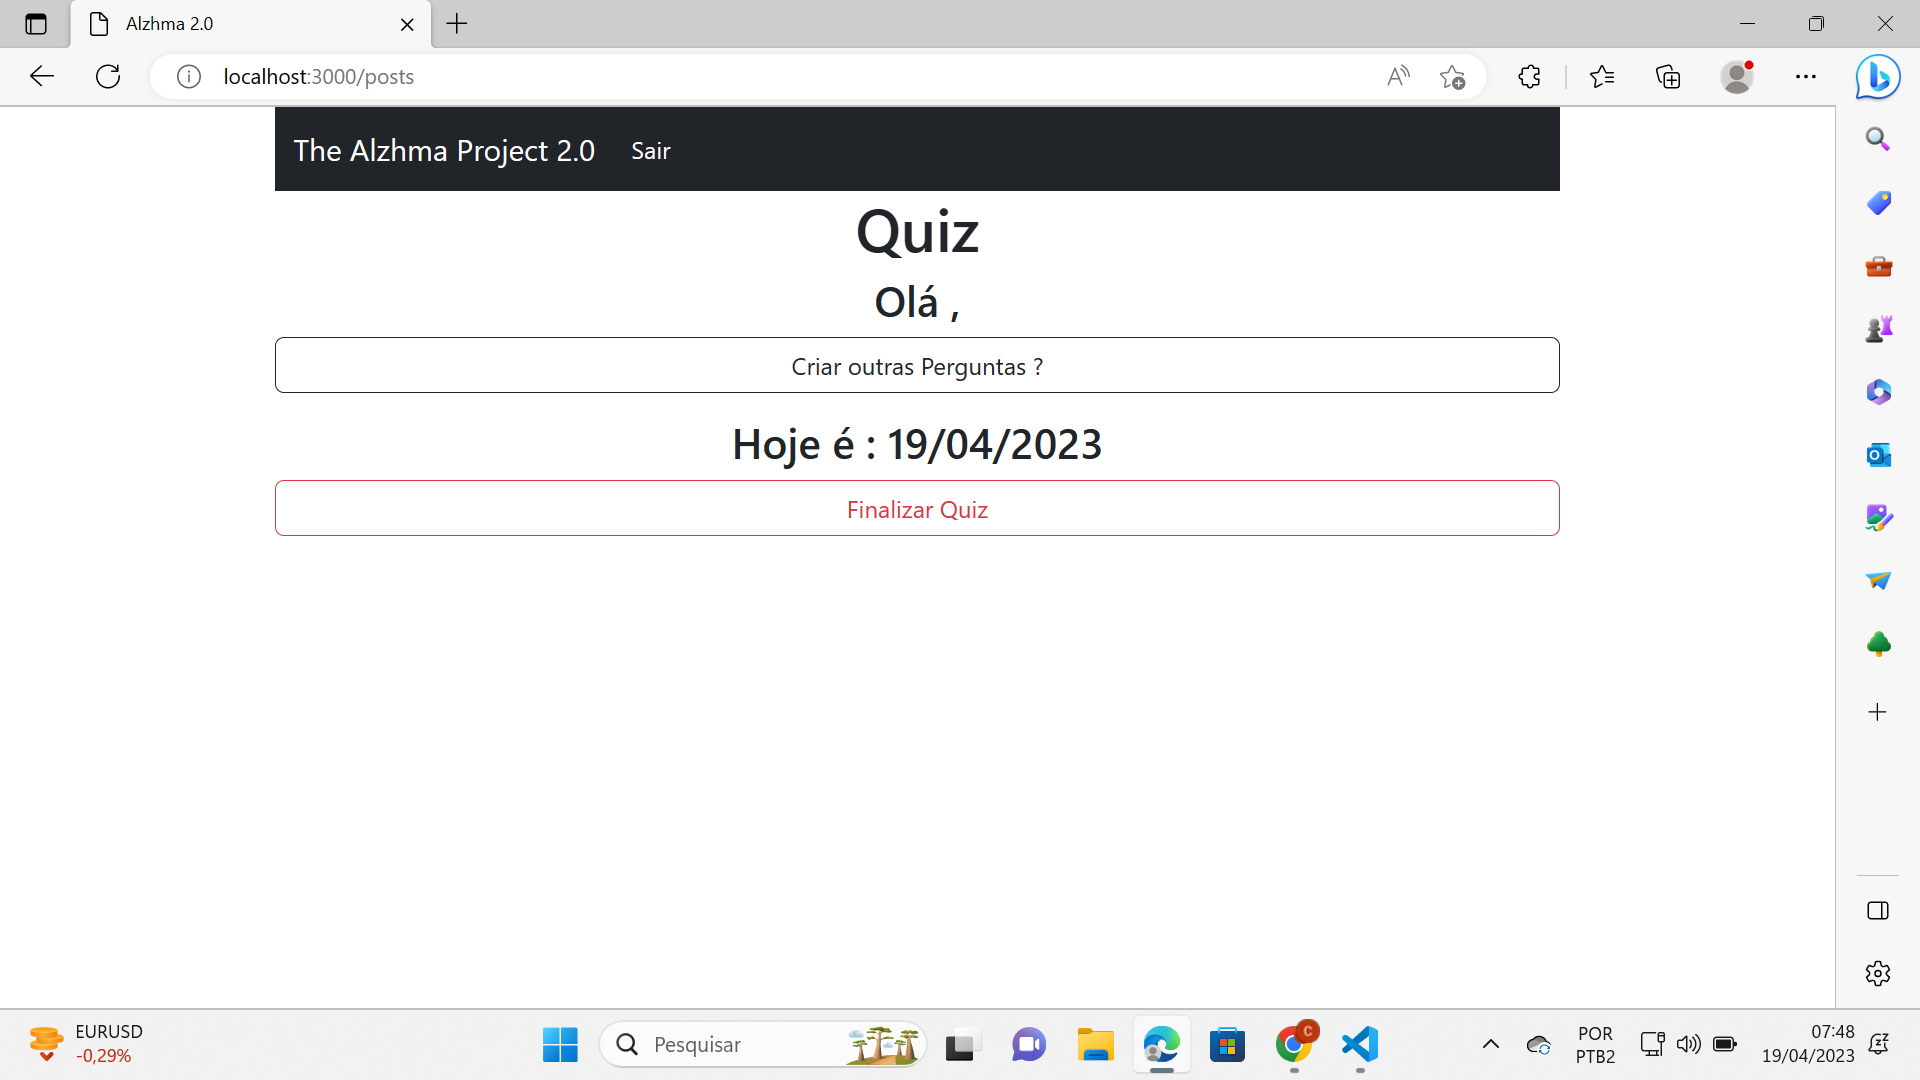 Alzhma 2.0
localhost:3000/posts
The Alzhma Project 2.0 Sair
Quiz
Olá ,
Criar outras Perguntas ?
Hoje é : 19/04/2023
Finalizar Quiz
EURUSD
-0,29%
Pesquisar
C
POR
PTB2
07:48
19/04/2023